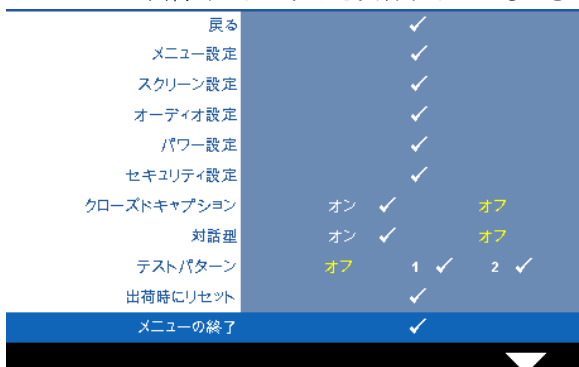 戻る ✓
メニュー設定 ✓
スクリーン設定 ✓
オーディオ設定 ✓
パワー設定 ✓
セキュリティ設定 ✓
クローズドキャプション オン ✓ オフ
対話型 オン ✓ オフ
テストパターン オフ 1 ✓ 2 ✓
出荷時にリセット ✓
メニューの終了 ✓